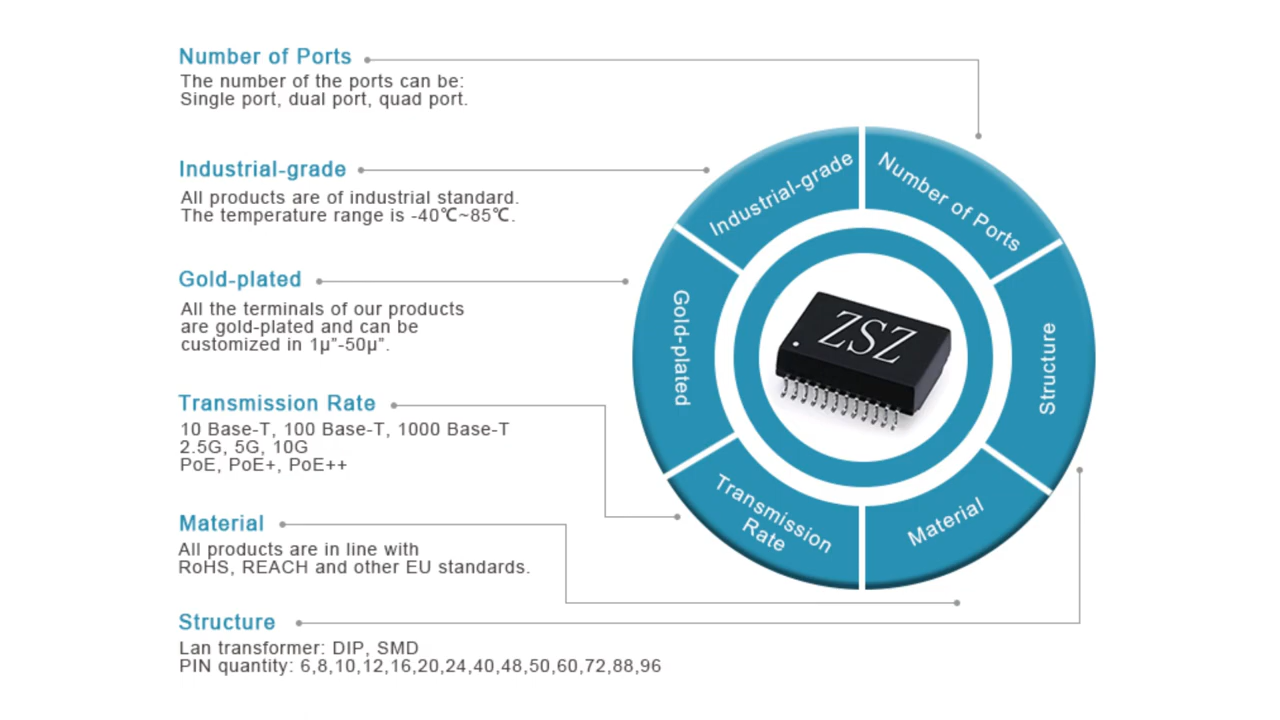 Number of Ports
The number of the ports can be:
Single port, dual port, quad port.
Industrial-grade
All products are of industrial standard.
The temperature range is -40℃~85℃.
Gold-plated
All the terminals of our products
are gold-plated and can be
customized in 1μ”-50μ”.
Transmission Rate
10 Base-T, 100 Base-T, 1000 Base-T
2.5G, 5G, 10G
PoE, PoE+, PoE++
Material
All products are in line with
RoHS, REACH and other EU standards.
Structure
Lan transformer: DIP, SMD
PIN quantity: 6,8,10,12,16,20,24,40,48,50,60,72,88,96
Industrial-grade
Number of Ports
Gold-plated
Structure
Transmission
Rate
Material
ZSZ